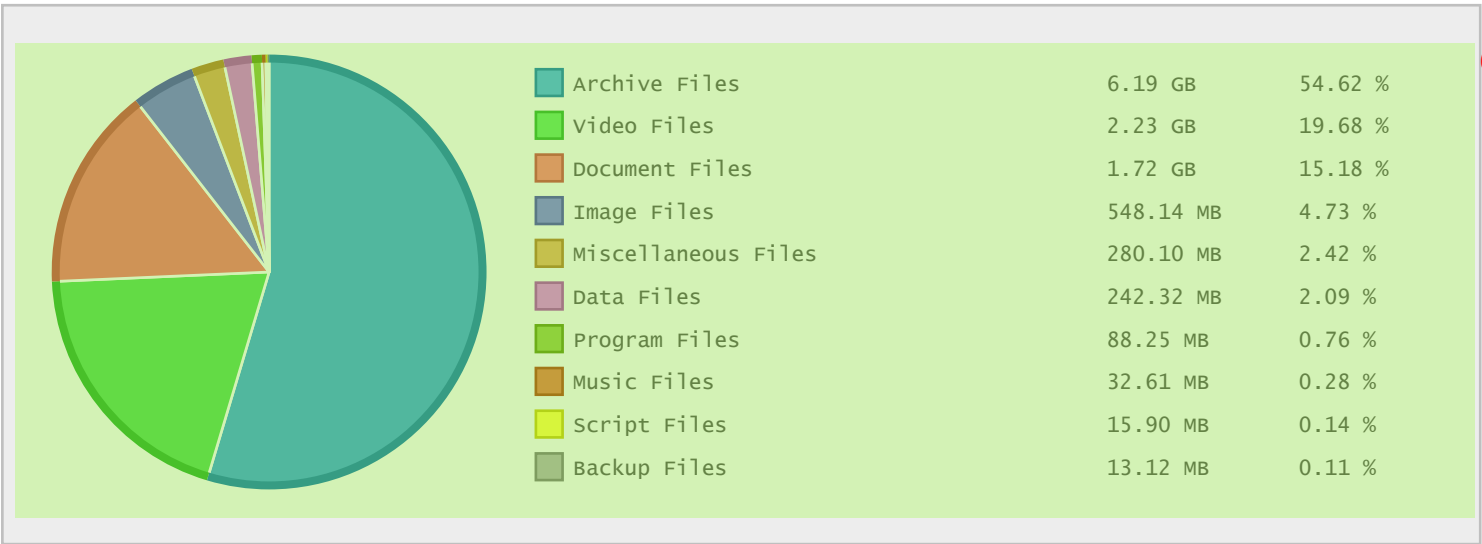 Archive Files 6.19 GB 54.62 %
Video Files 2.23 GB 19.68 %
Document Files 1.72 GB 15.18 %
Image Files 548.14 MB 4.73 %
Miscellaneous Files 280.10 MB 2.42 %
Data Files 242.32 MB 2.09 %
Program Files 88.25 MB 0.76 %
Music Files 32.61 MB 0.28 %
Script Files 15.90 MB 0.14 %
Backup Files 13.12 MB 0.11 %